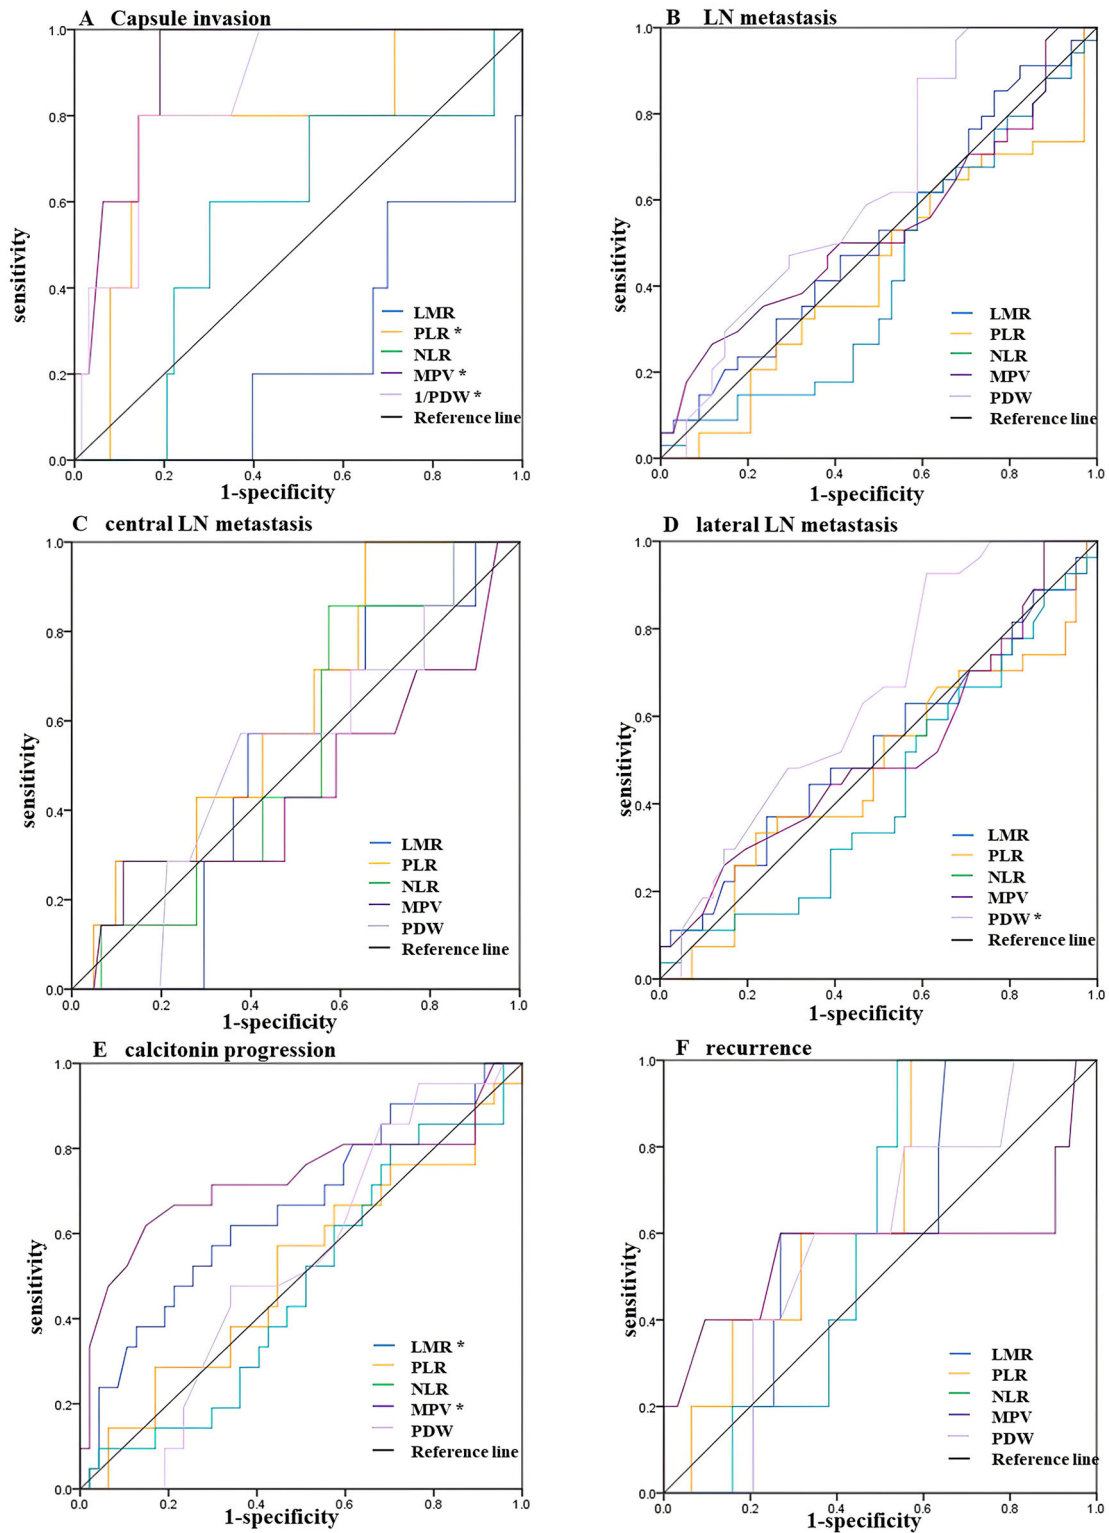 A Capsule invasion
1.0
0.8
0.6
0.4
0.2
0.0
sensitivity
LMR
PLR *
NLR
MPV *
1/PDW *
Reference line
0.0 0.2 0.4 0.6 0.8 1.0
1-specificity
B LN metastasis
1.0
0.8
0.6
0.4
0.2
0.0
sensitivity
LMR
PLR
NLR
MPV
PDW
Reference line
0.0 0.2 0.4 0.6 0.8 1.0
1-specificity
C central LN metastasis
1.0
0.8
0.6
0.4
0.2
0.0
sensitivity
LMR
PLR
NLR
MPV
PDW
Reference line
0.0 0.2 0.4 0.6 0.8 1.0
1-specificity
D lateral LN metastasis
1.0
0.8
0.6
0.4
0.2
0.0
sensitivity
LMR
PLR
NLR
MPV
PDW *
Reference line
0.0 0.2 0.4 0.6 0.8 1.0
1-specificity
E calcitonin progression
1.0
0.8
0.6
0.4
0.2
0.0
sensitivity
LMR *
PLR
NLR
MPV *
PDW
Reference line
0.0 0.2 0.4 0.6 0.8 1.0
1-specificity
F recurrence
1.0
0.8
0.6
0.4
0.2
0.0
sensitivity
LMR
PLR
NLR
MPV
PDW
Reference line
0.0 0.2 0.4 0.6 0.8 1.0
1-specificity